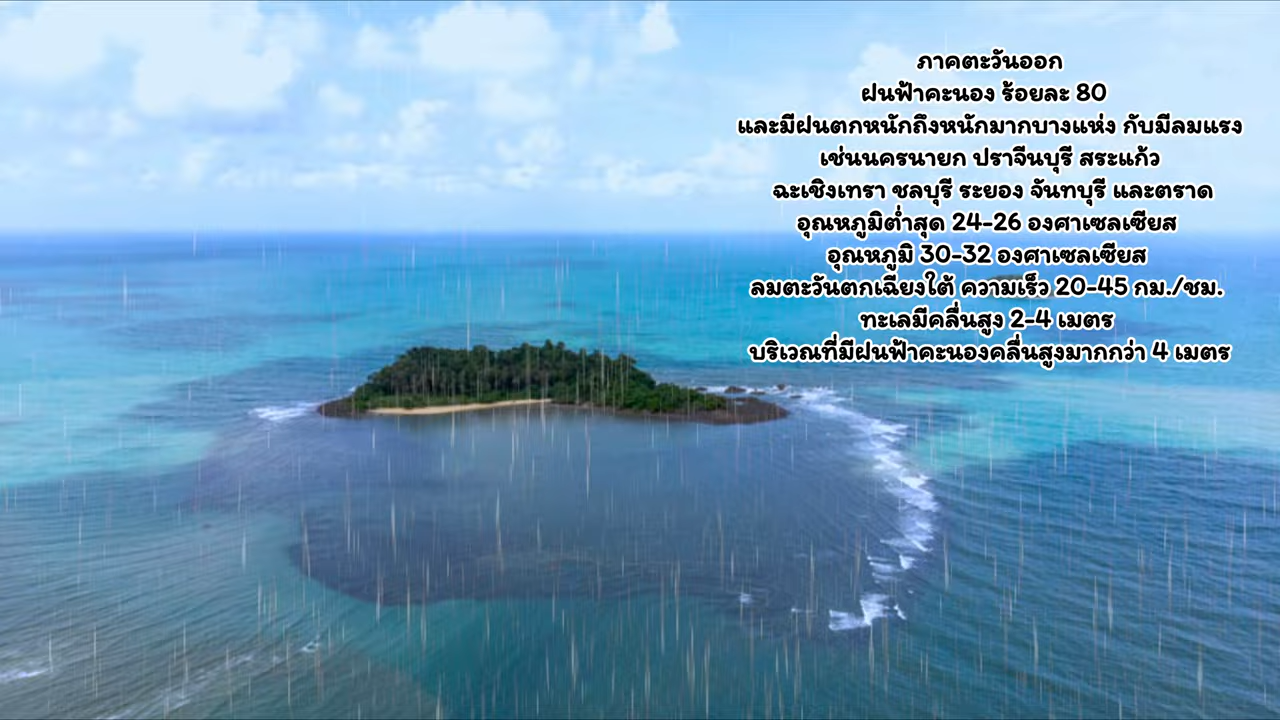 ภาคตะวันออก
ฝนฟ้าคะนอง ร้อยละ 80
และมีฝนตกหนักถึงหนักมากบางแห่ง กับมีลมแรง
เช่นนครนายก ปราจีนบุรี สระแก้ว
ฉะเชิงเทรา ชลบุรี ระยอง จันทบุรี และตราด
อุณหภูมิต่ำสุด 24-26 องศาเซลเซียส
อุณหภูมิ 30-32 องศาเซลเซียส
ลมตะวันตกเฉียงใต้ ความเร็ว 20-45 กม./ชม.
ทะเลมีคลื่นสูง 2-4 เมตร
บริเวณที่มีฝนฟ้าคะนองคลื่นสูงมากกว่า 4 เมตร